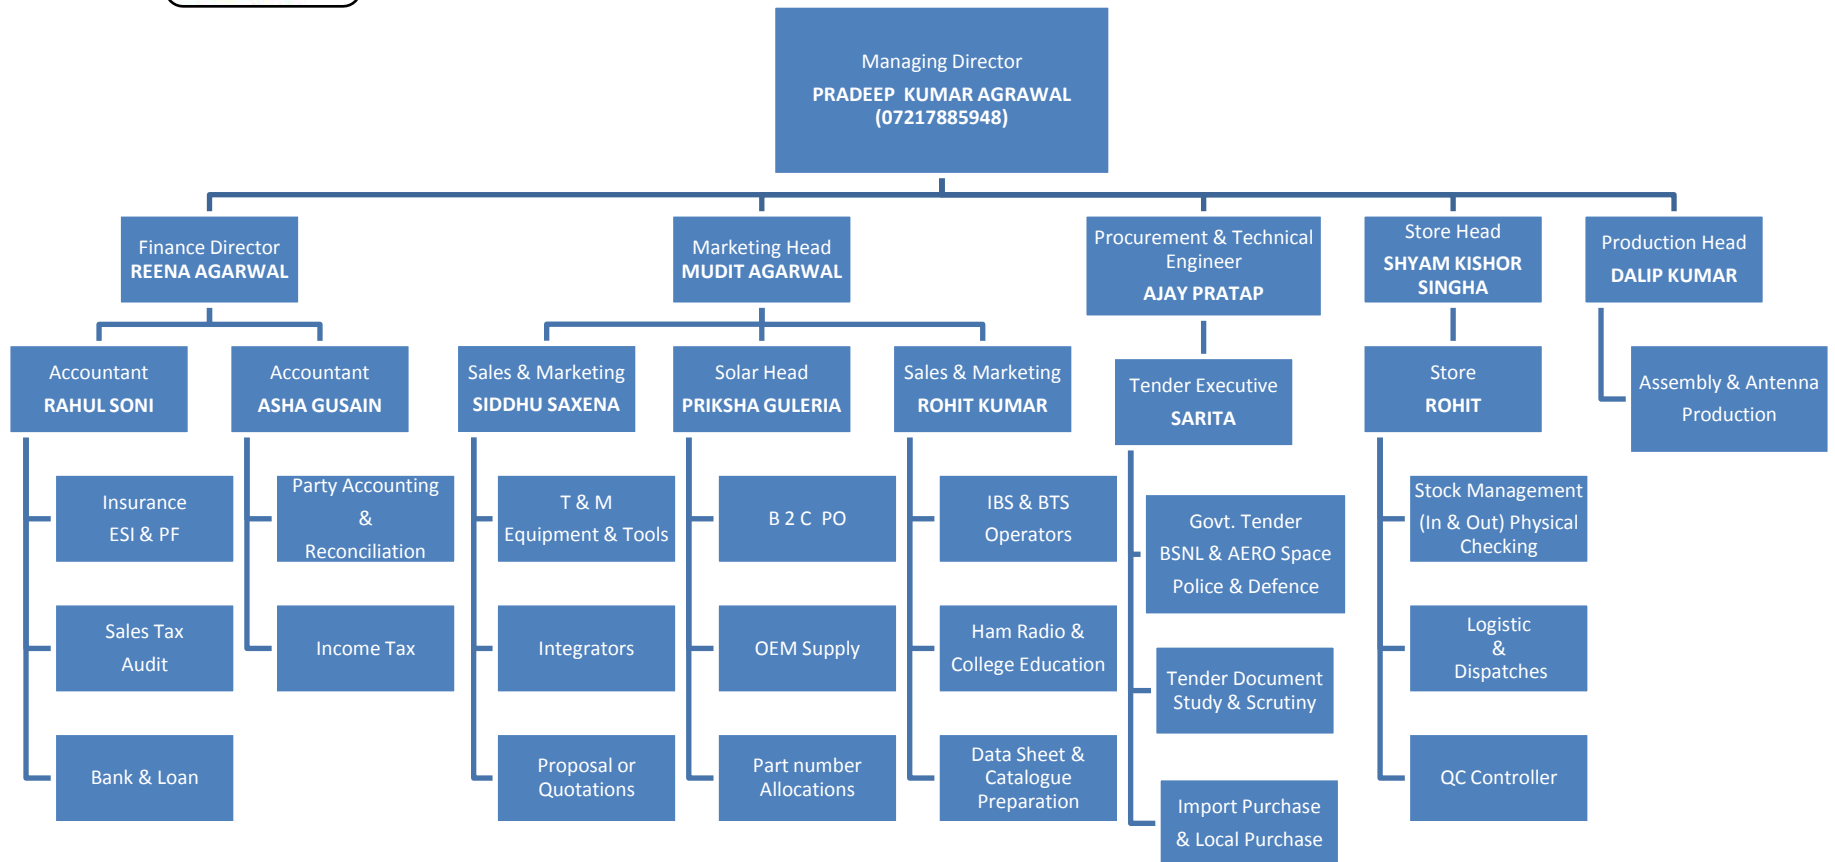 Managing Director
PRADEEP KUMAR AGRAWAL
(07217885948)
Finance Director
REENA AGARWAL
Marketing Head
MUDIT AGARWAL
Procurement & Technical
Engineer
AJAY PRATAP
Store Head
SHYAM KISHOR
SINGHA
Production Head
DALIP KUMAR
Accountant
RAHUL SONI
Accountant
ASHA GUSAIN
Sales & Marketing
SIDDHU SAXENA
Solar Head
PRIKSHA GULERIA
Sales & Marketing
ROHIT KUMAR
Tender Executive
SARITA
Store
ROHIT
Assembly & Antenna
Production
Insurance
ESI & PF
Party Accounting
&
Reconciliation
T & M
Equipment & Tools
B 2 C PO
IBS & BTS
Operators
Govt. Tender
BSNL & AERO Space
Police & Defence
Stock Management
(In & Out) Physical
Checking
Sales Tax
Audit
Income Tax
Integrators
OEM Supply
Ham Radio &
College Education
Tender Document
Study & Scrutiny
Logistic
&
Dispatches
Bank & Loan
Proposal or
Quotations
Part number
Allocations
Data Sheet &
Catalogue
Preparation
Import Purchase
& Local Purchase
QC Controller